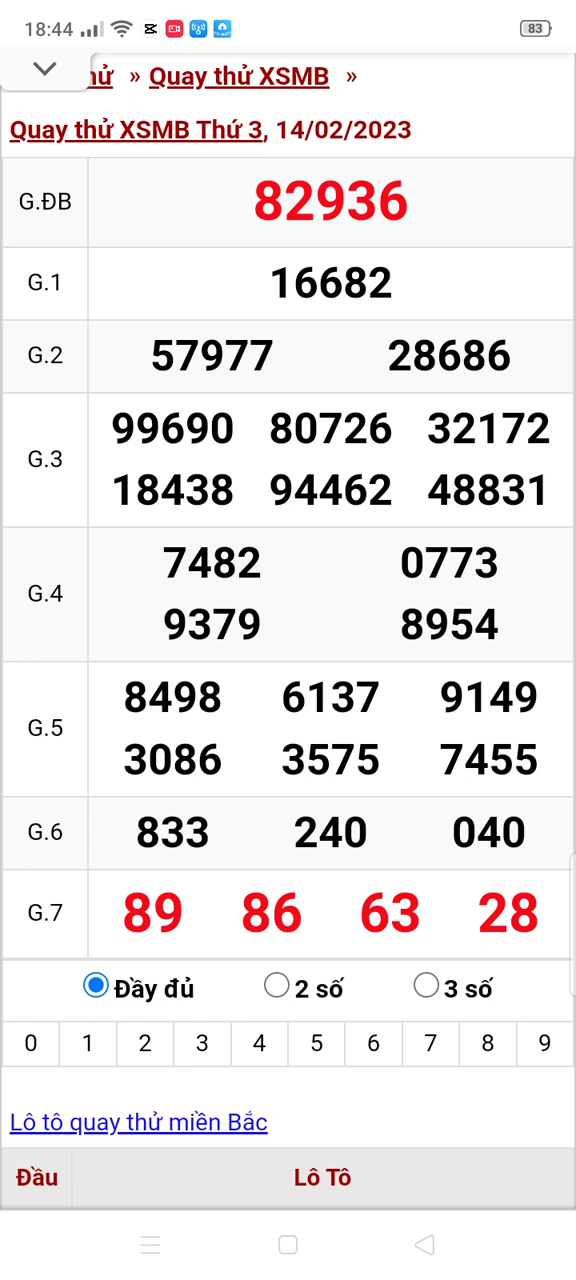 18:44 83
hử » Quay thử XSMB »
Quay thử XSMB Thứ 3, 14/02/2023
G.ĐB 82936
G.1 16682
G.2 57977 28686
G.3 99690 80726 32172
18438 94462 48831
G.4 7482 0773
9379 8954
G.5 8498 6137 9149
3086 3575 7455
G.6 833 240 040
G.7 89 86 63 28
Đầy đủ 2 số 3 số
0 1 2 3 4 5 6 7 8 9
Lô tô quay thử miền Bắc
Đầu Lô Tô